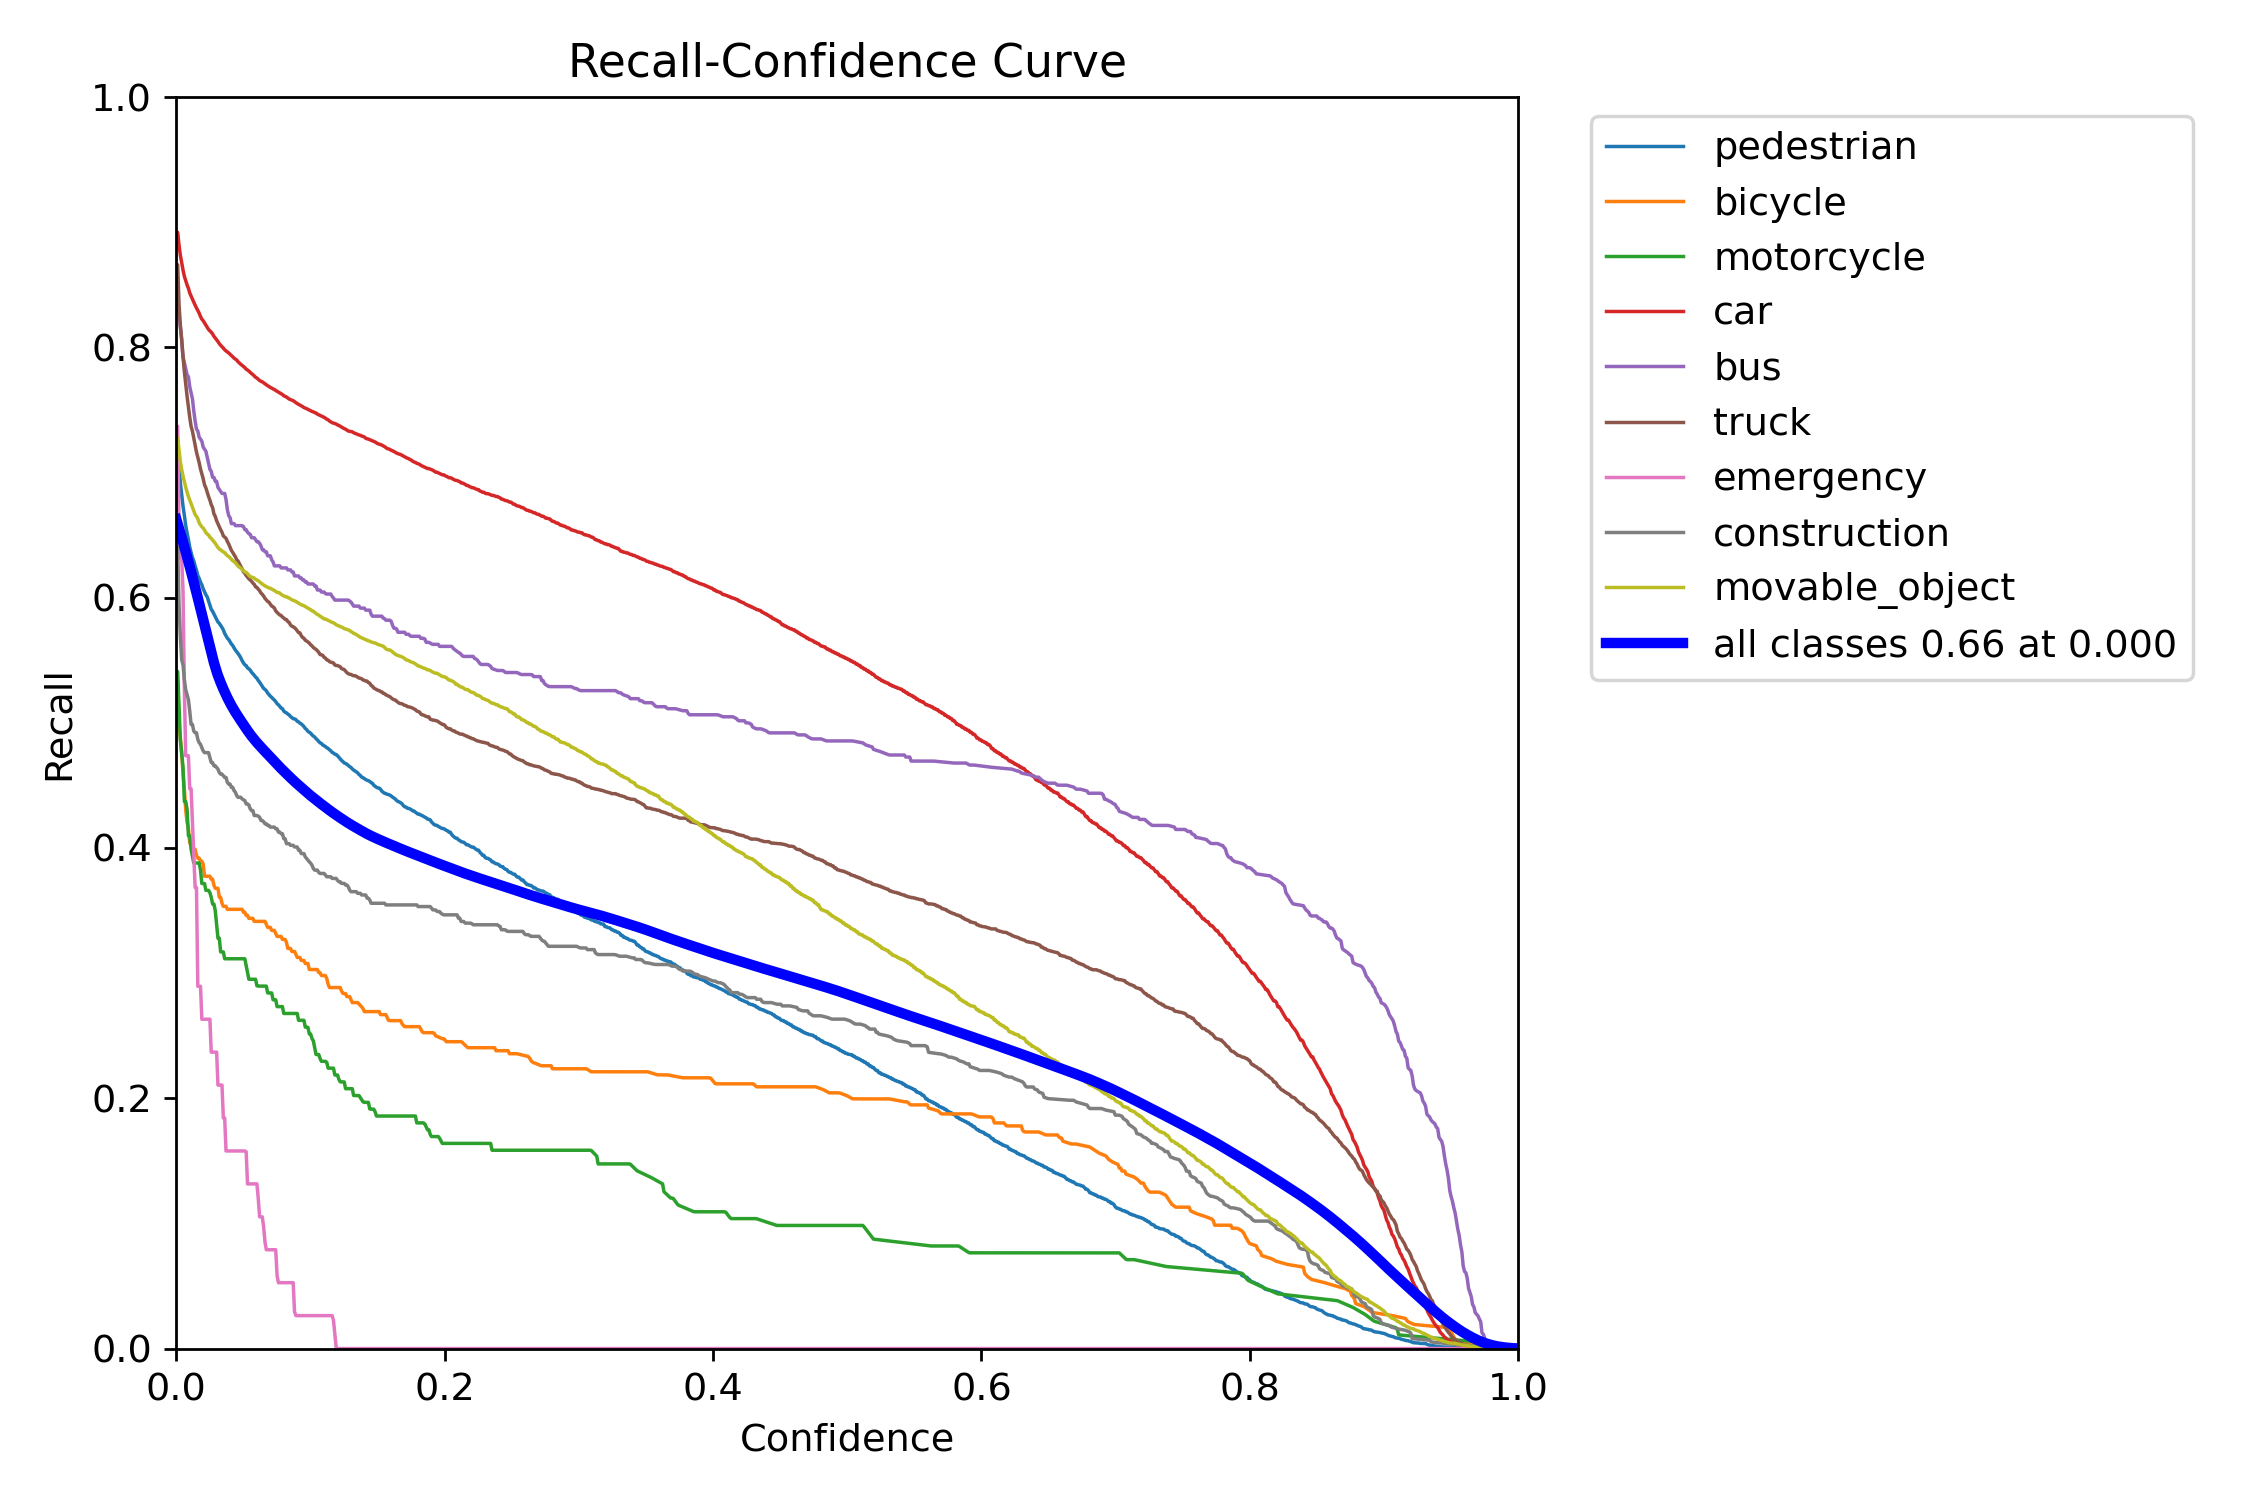 Recall-Confidence Curve
1.0
0.8
0.6
0.4
0.2
0.0
Recall
0.0 0.2 0.4 0.6 0.8 1.0
Confidence
pedestrian
bicycle
motorcycle
car
bus
truck
emergency
construction
movable_object
all classes 0.66 at 0.000